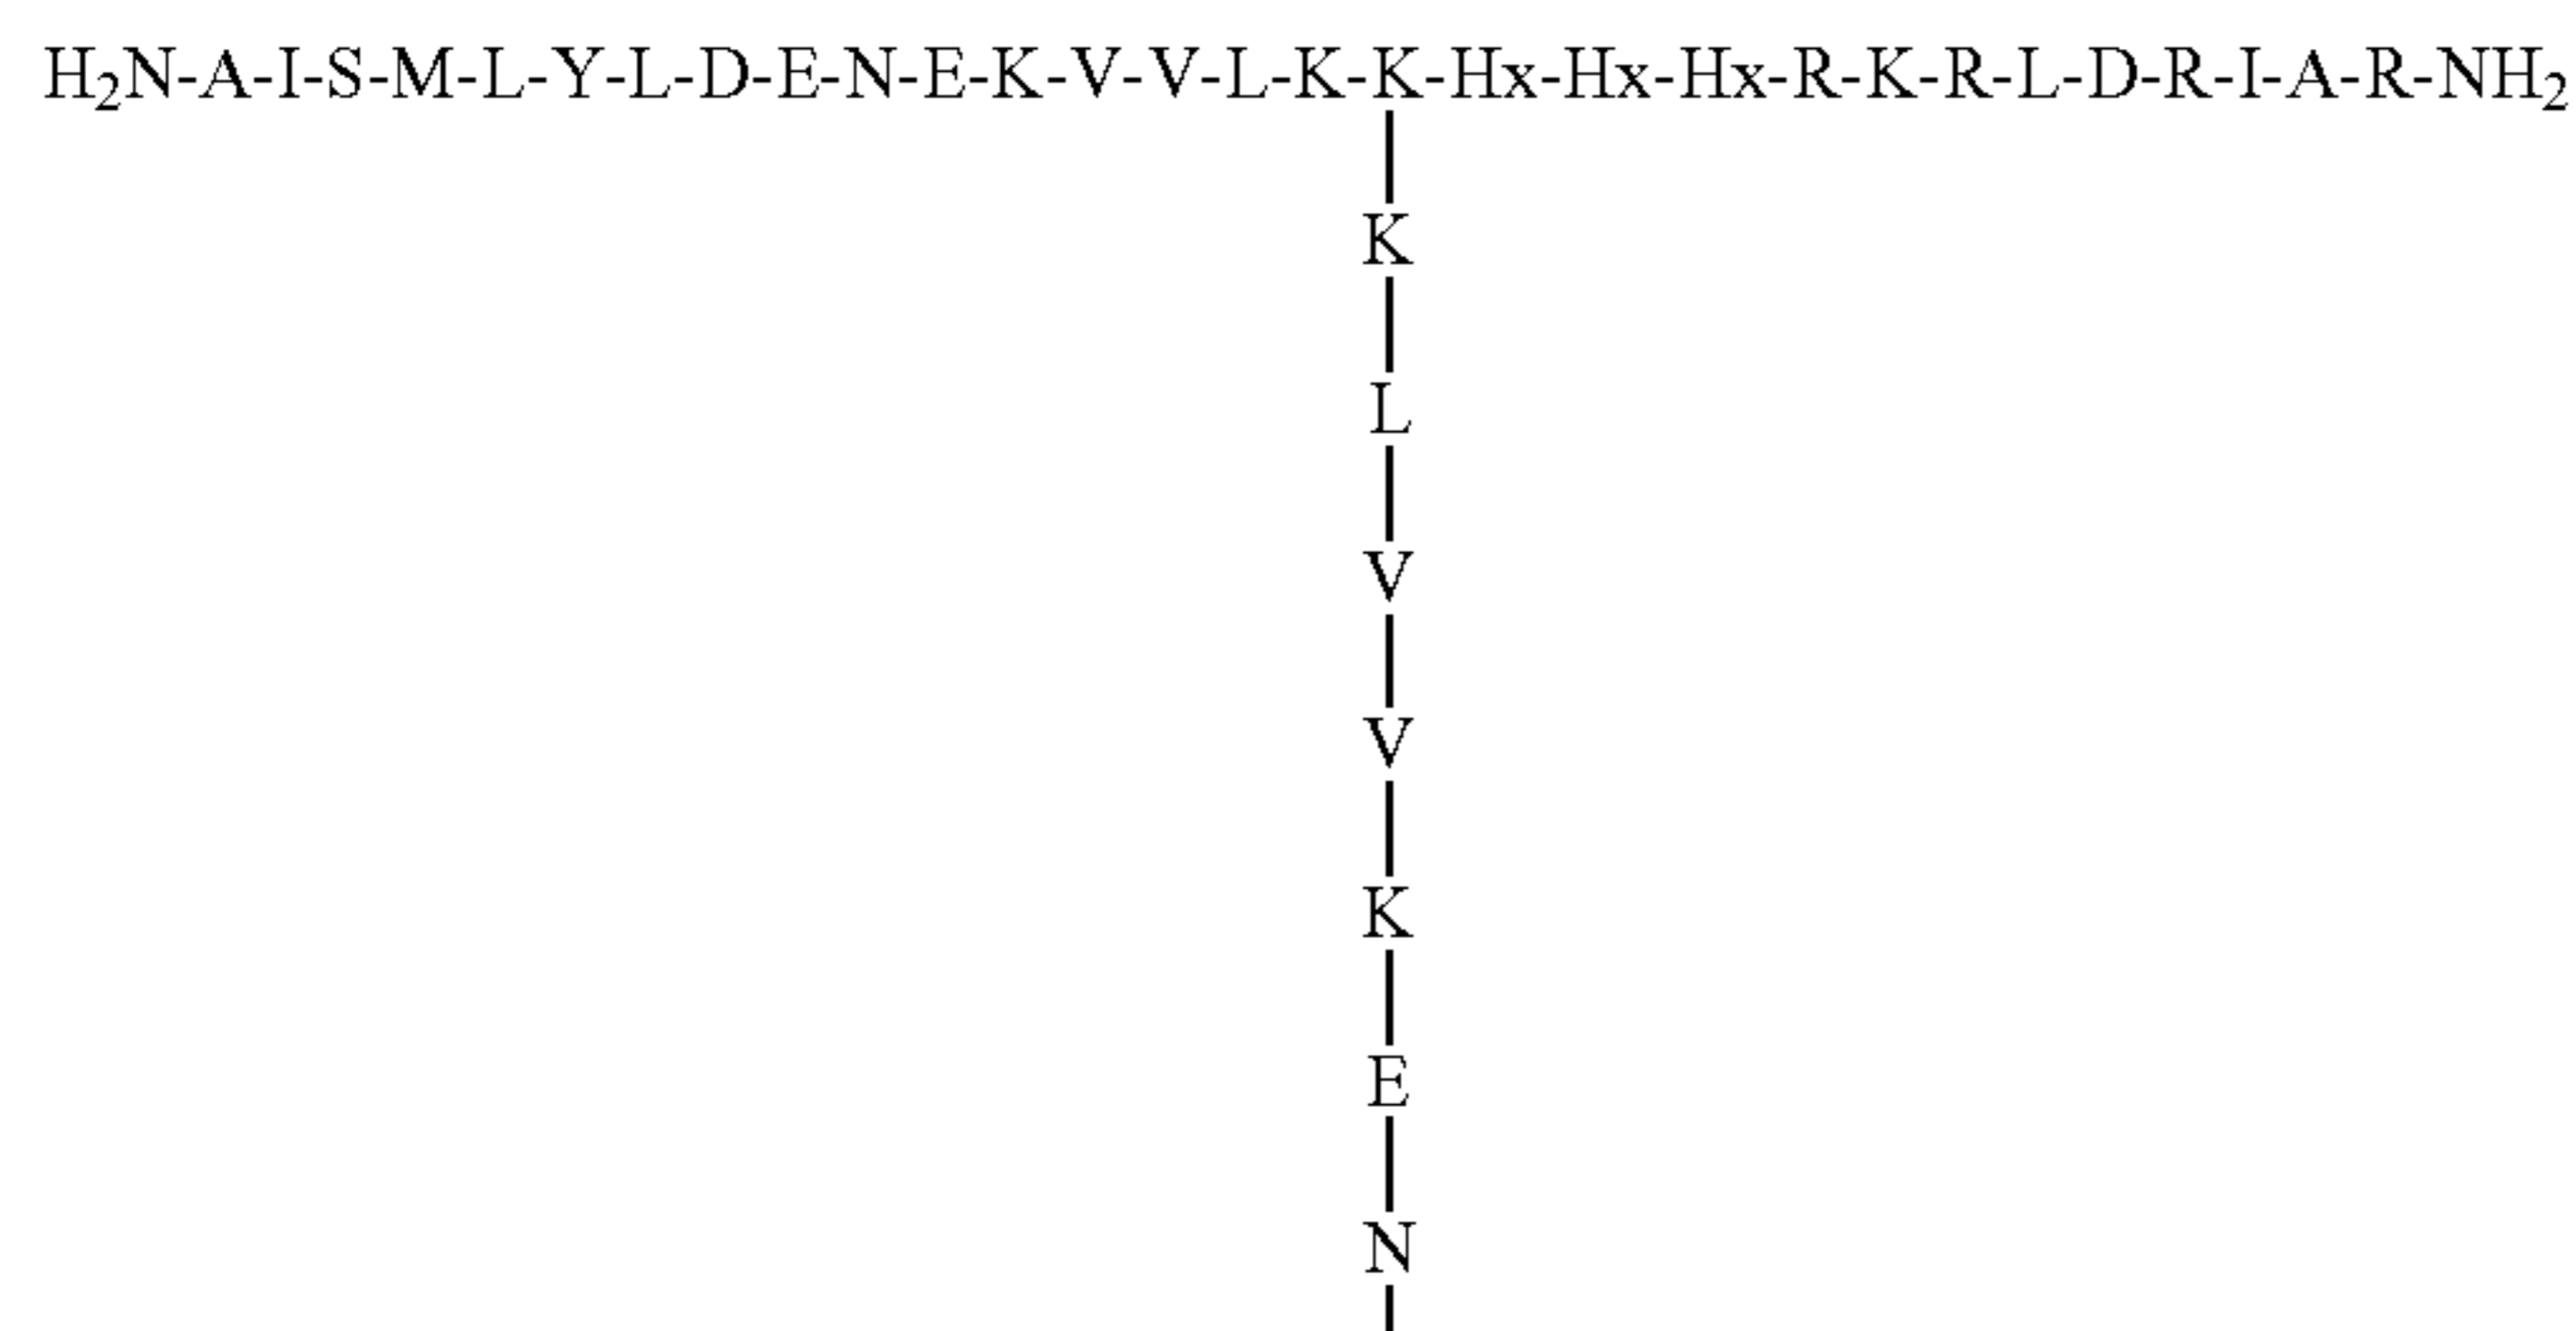 H₂N-A-I-S-M-L-Y-L-D-E-N-E-K-V-V-L-K-K-Hx-Hx-Hx-R-K-R-L-D-R-I-A-R-NH₂
K
L
V
V
K
E
N